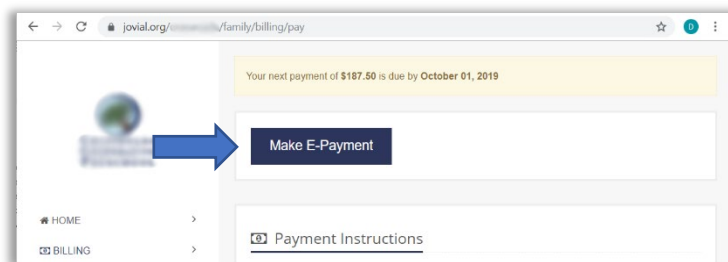 jovial.org/ /family/billing/pay
D
Your next payment of $187.50 is due by October 01, 2019
Make E-Payment
HOME
BILLING
Payment Instructions